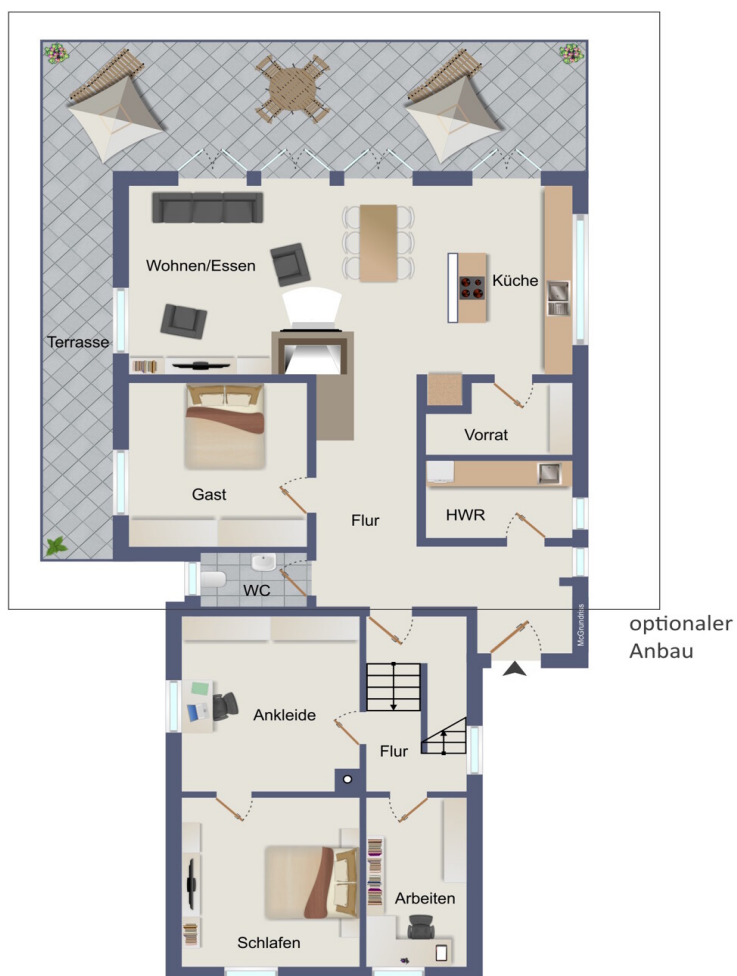 Wohnen/Essen
Küche
Terrasse
Vorrat
Gast
HWR
Flur
WC
McGrundriss
optionaler
Anbau
Ankleide
Flur
Arbeiten
Schlafen